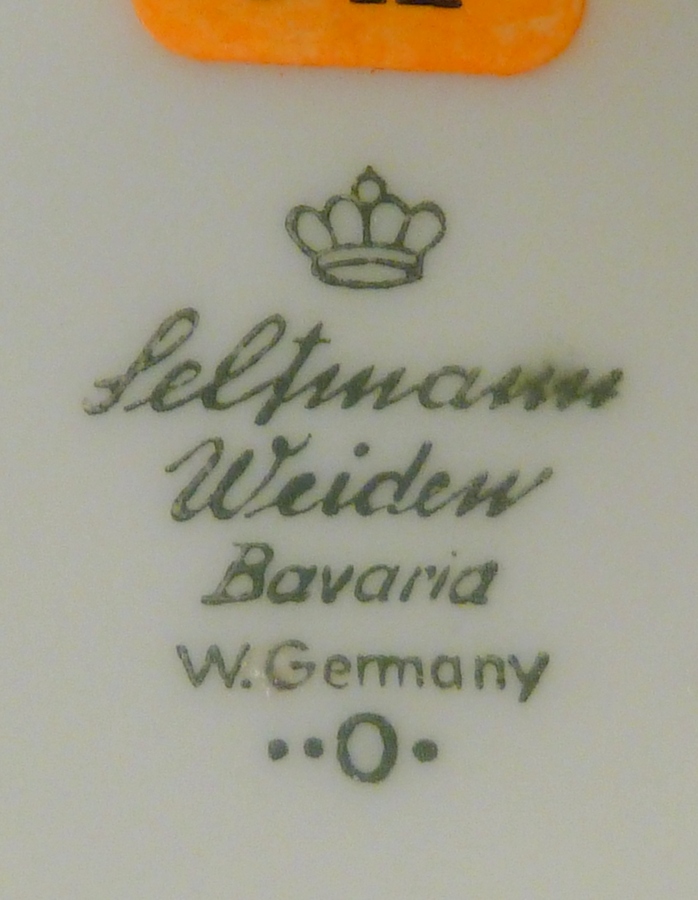 Seltmann
Weiden
Bavaria
W. Germany
••O•